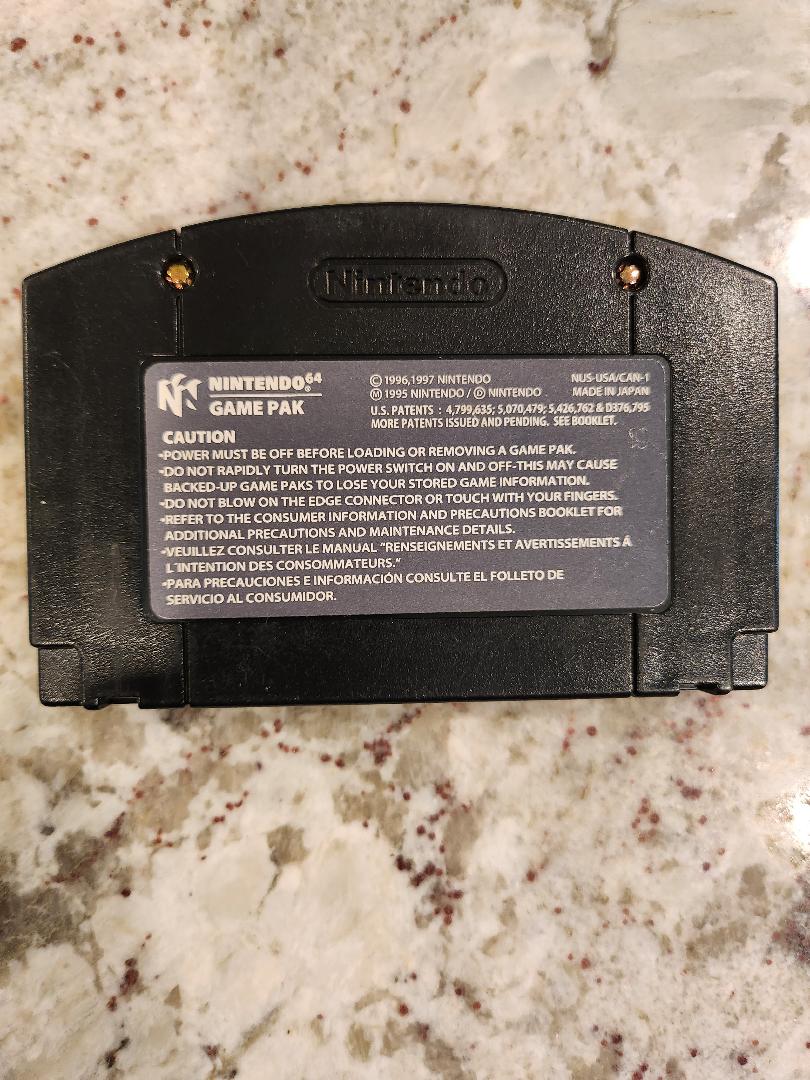 Nintendo
NINTENDO64®
GAME PAK
© 1996,1997 NINTENDO
Ⓜ 1995 NINTENDO / Ⓟ NINTENDO
NUS-USA/CAN-1
MADE IN JAPAN
U.S. PATENTS : 4,799,635; 5,070,479; 5,426,762 & D376,795
MORE PATENTS ISSUED AND PENDING. SEE BOOKLET.
CAUTION
•POWER MUST BE OFF BEFORE LOADING OR REMOVING A GAME PAK.
•DO NOT RAPIDLY TURN THE POWER SWITCH ON AND OFF-THIS MAY CAUSE
BACKED-UP GAME PAKS TO LOSE YOUR STORED GAME INFORMATION.
•DO NOT BLOW ON THE EDGE CONNECTOR OR TOUCH WITH YOUR FINGERS.
•REFER TO THE CONSUMER INFORMATION AND PRECAUTIONS BOOKLET FOR
ADDITIONAL PRECAUTIONS AND MAINTENANCE DETAILS.
•VEUILLEZ CONSULTER LE MANUAL "RENSEIGNEMENTS ET AVERTISSEMENTS Á
L'INTENTION DES CONSOMMATEURS."
•PARA PRECAUCIONES E INFORMACIÓN CONSULTE EL FOLLETO DE
SERVICIO AL CONSUMIDOR.